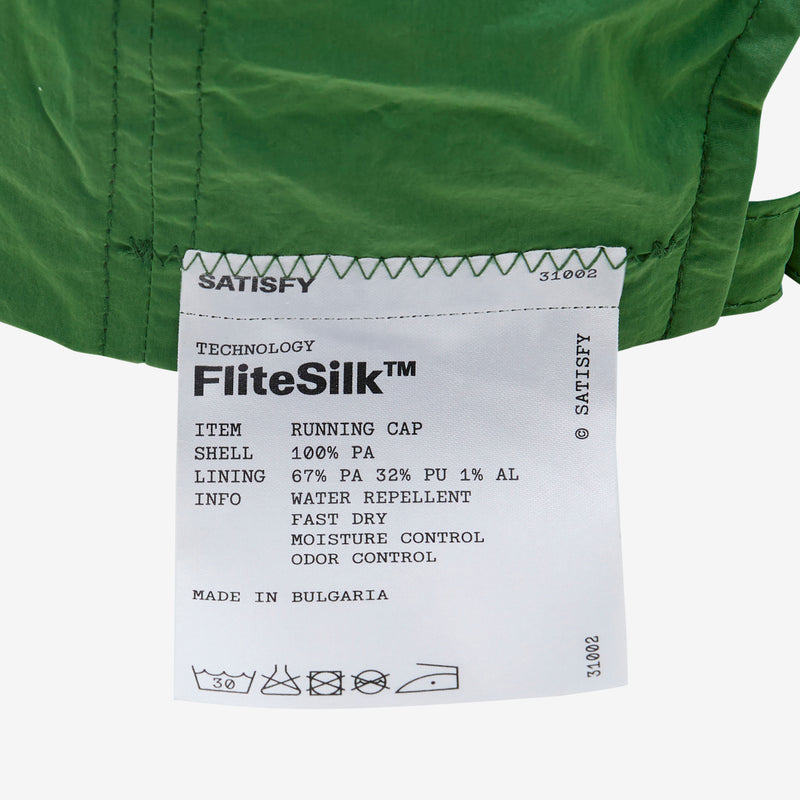 SATISFY 31002
TECHNOLOGY
FliteSilk™
ITEM RUNNING CAP
SHELL 100% PA
LINING 67% PA 32% PU 1% AL
INFO WATER REPELLENT
FAST DRY
MOISTURE CONTROL
ODOR CONTROL
MADE IN BULGARIA
30
© SATISFY
31002